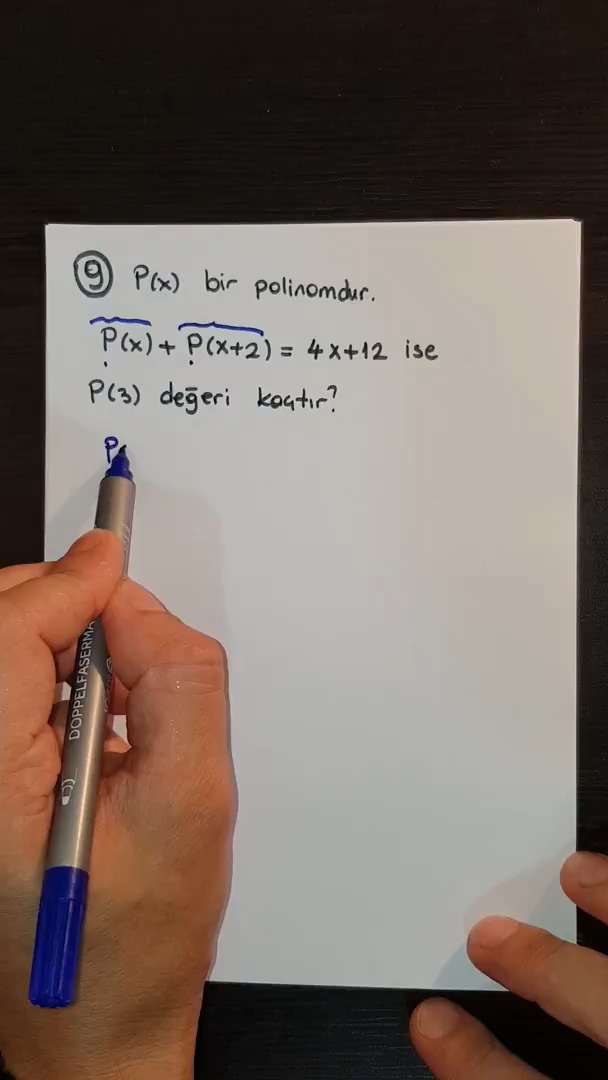 9 P(x) bir polinomdur.
P(x) + P(x+2) = 4x+12 ise
P(3) değeri kaçtır?
P
DOPPELFASERMA